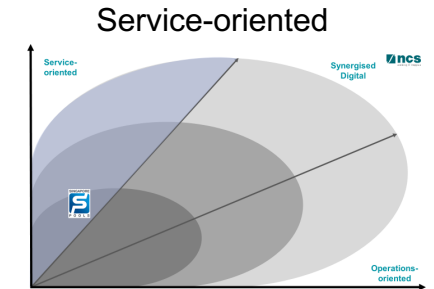 Service-oriented
Service-
oriented
Synergised
Digital
ncs
SINGAPORE
S
POOLS
Operations-
oriented